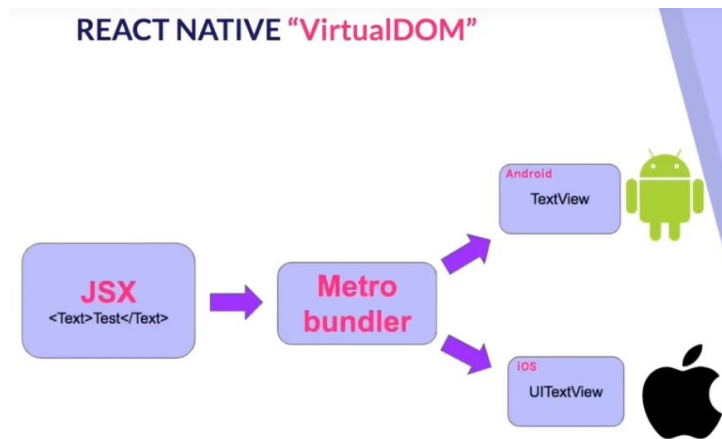 REACT NATIVE “VirtualDOM”
Android
TextView
JSX
<Text>Test</Text>
Metro
bundler
iOS
UITextView